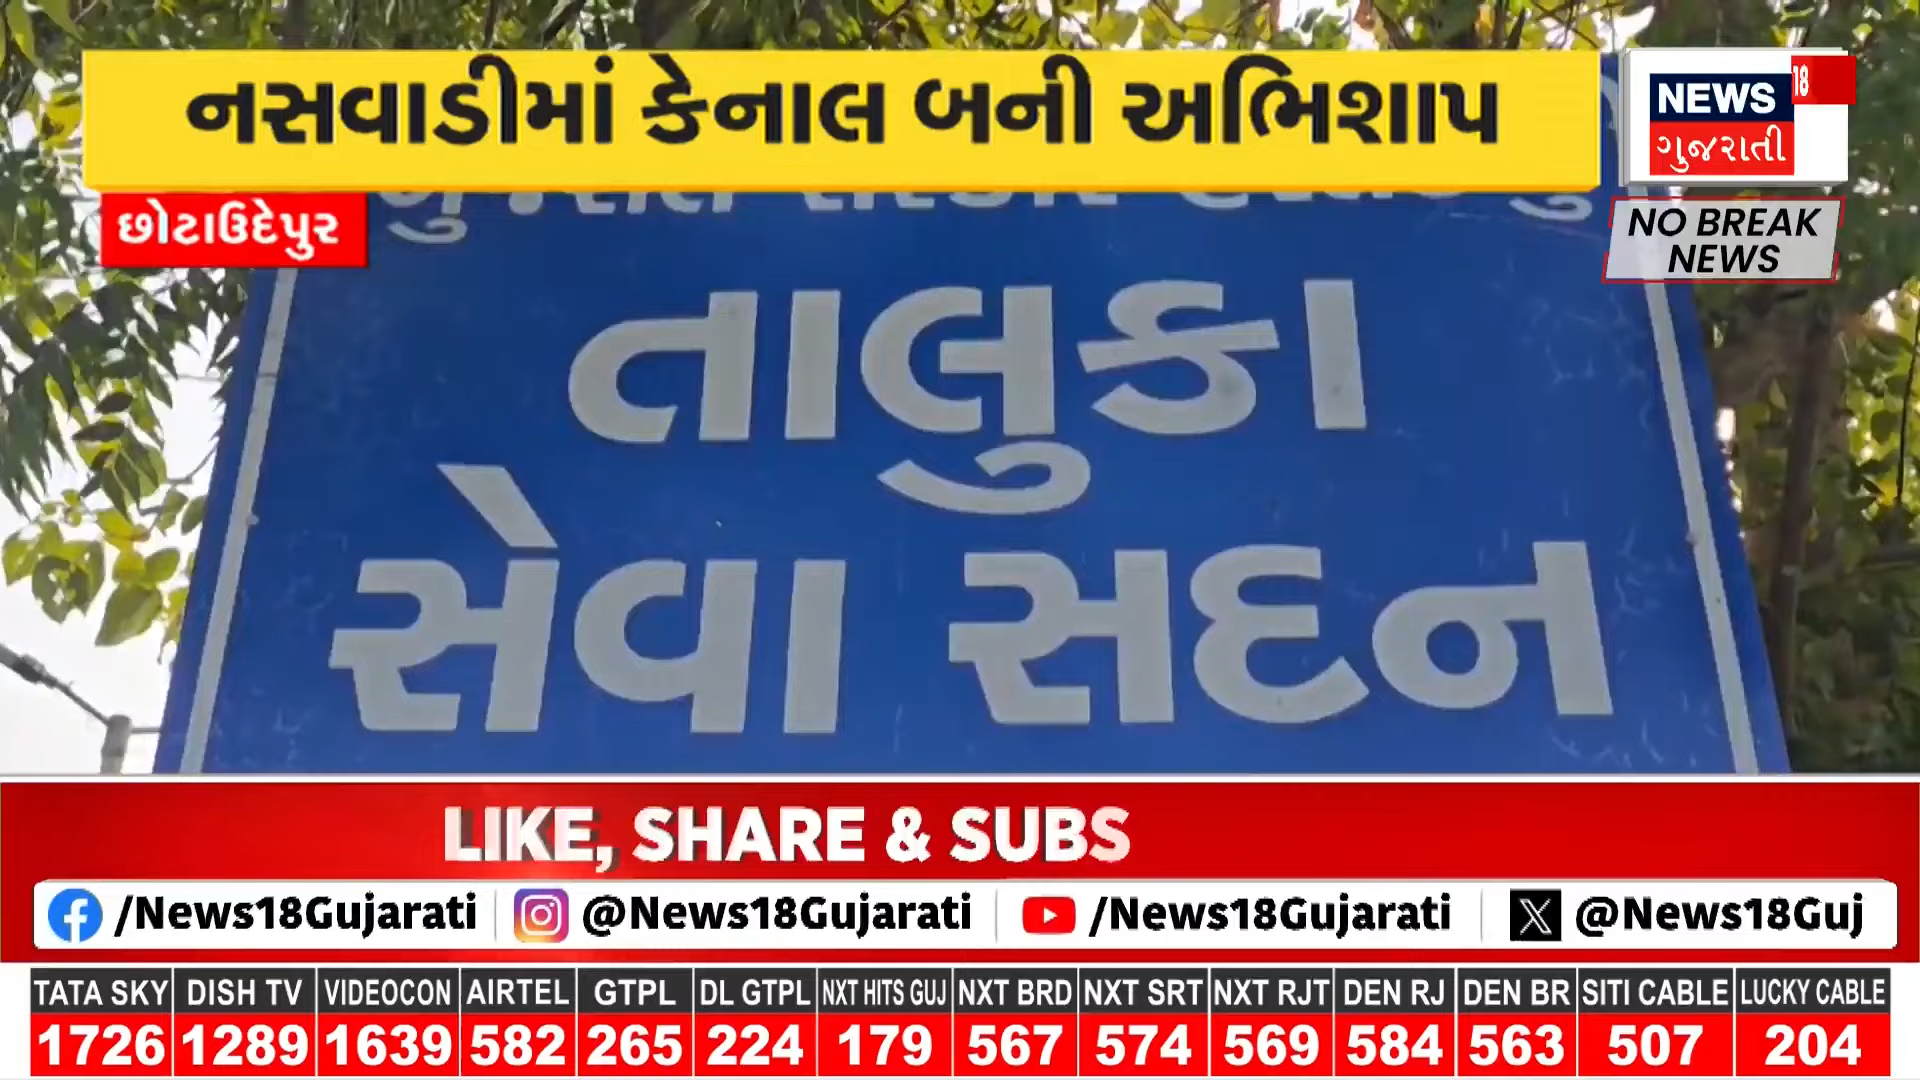 નસવાડીમાં કેનાલ બની અભિશાપ
NEWS 18
ગુજરાતી
છોટાઉદેપુર
NO BREAK
NEWS
તાલુકા
સેવા સદન
LIKE, SHARE & SUBS
/News18Gujarati @News18Gujarati /News18Gujarati @News18Guj
TATA SKY DISH TV VIDEOCON AIRTEL GTPL DL GTPL NXT HITS GUJ NXT BRD NXT SRT NXT RJT DEN RJ DEN BR SITI CABLE LUCKY CABLE
1726 1289 1639 582 265 224 179 567 574 569 584 563 507 204